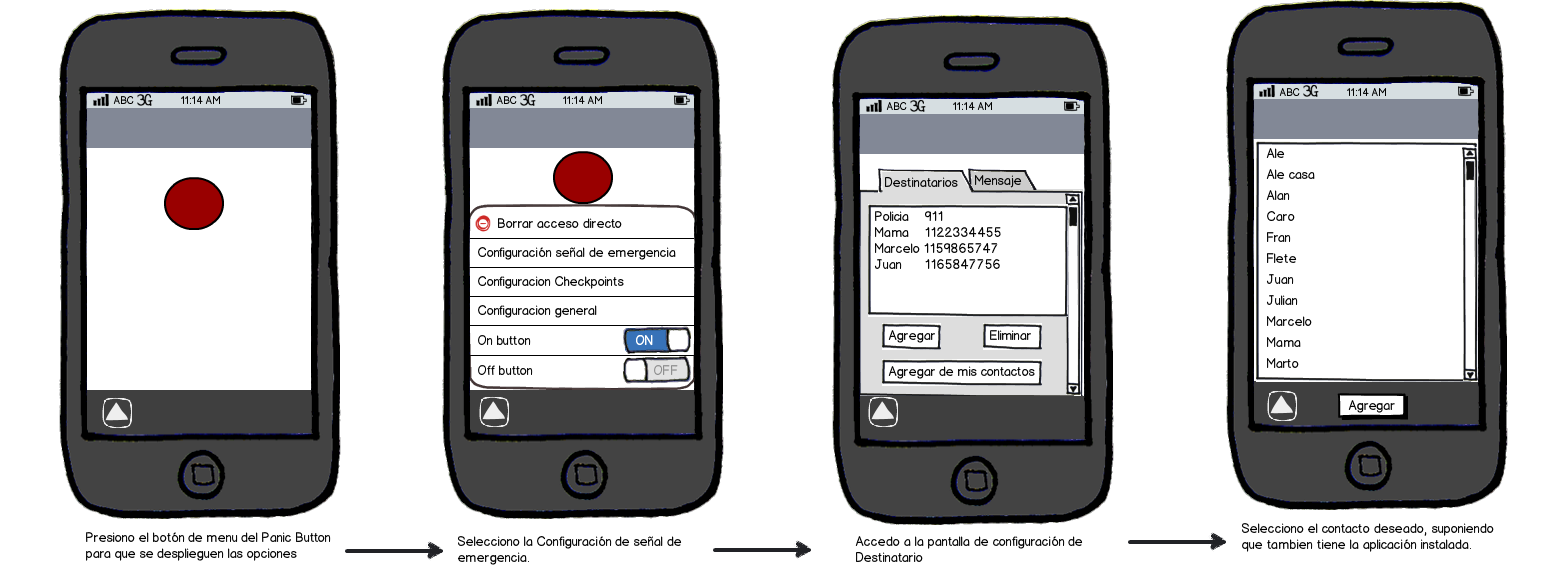 ABC 3G 11:14 AM
Presiono el botón de menu del Panic Button
para que se desplieguen las opciones
ABC 3G 11:14 AM
Borrar acceso directo
Configuración señal de emergencia
Configuracion Checkpoints
Configuracion general
On button ON
Off button OFF
Selecciono la Configuración de señal de
emergencia.
ABC 3G 11:14 AM
Destinatarios Mensaje
Policia 911
Mama 1122334455
Marcelo 1159865747
Juan 1165847756
Agregar Eliminar
Agregar de mis contactos
Accedo a la pantalla de configuración de
Destinatario
ABC 3G 11:14 AM
Ale
Ale casa
Alan
Caro
Fran
Flete
Juan
Julian
Marcelo
Mama
Marto
Agregar
Selecciono el contacto deseado, suponiendo
que tambien tiene la aplicación instalada.